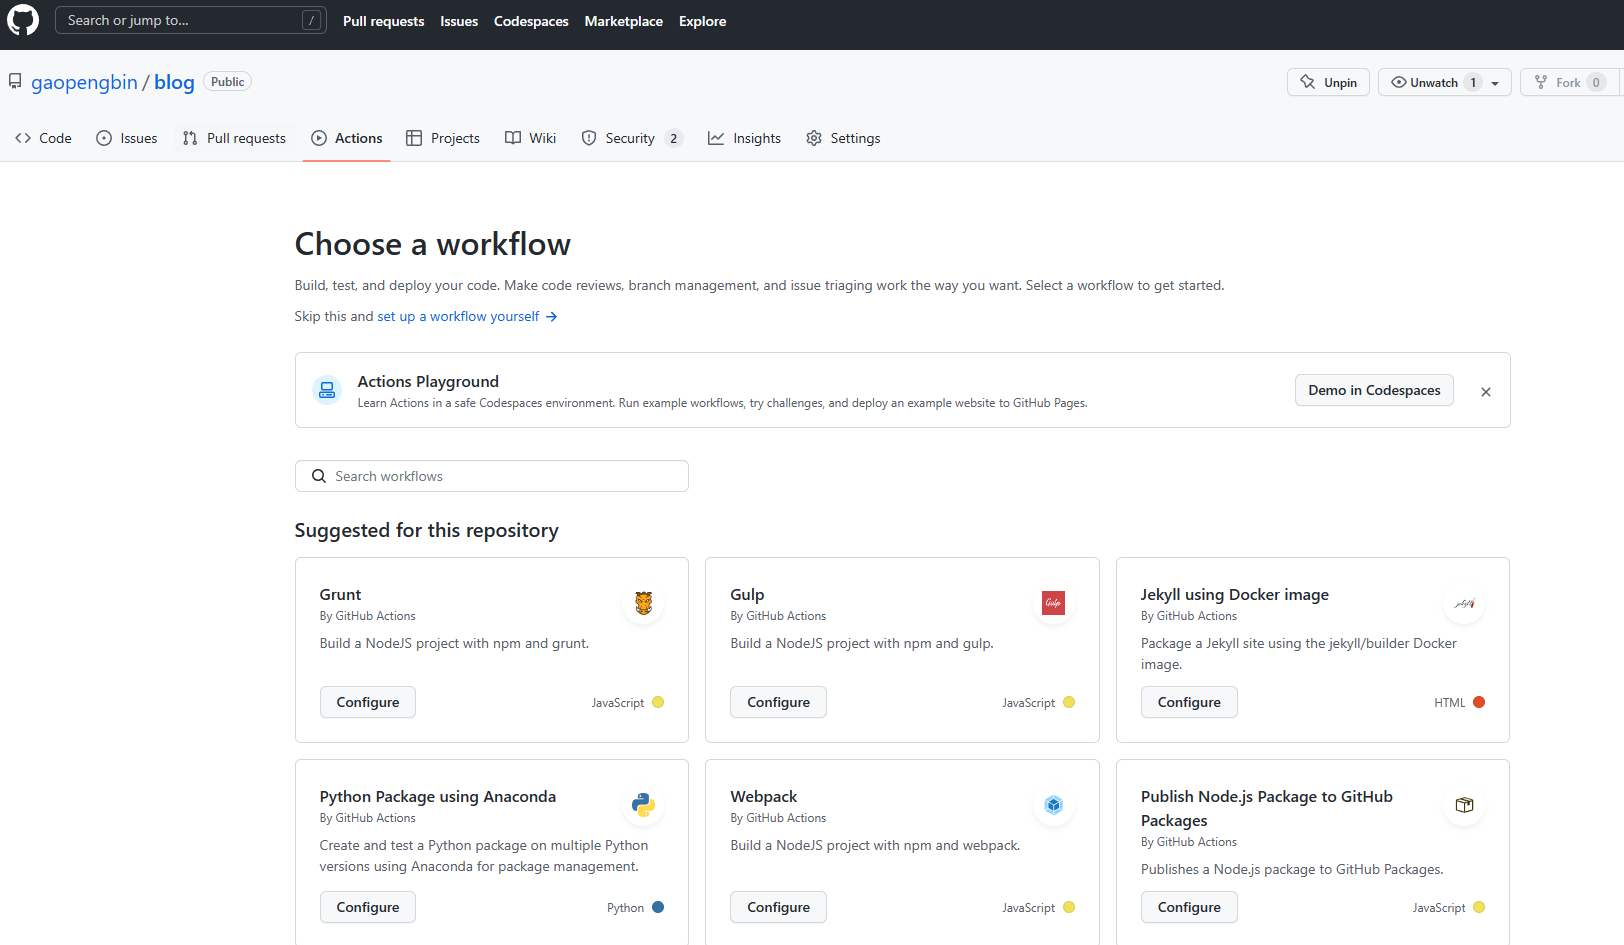 Search or jump to... /
Pull requests Issues Codespaces Marketplace Explore
gaopengbin / blog Public
Unpin Unwatch 1 Fork 0
Code Issues Pull requests Actions Projects Wiki Security 2 Insights Settings
Choose a workflow
Build, test, and deploy your code. Make code reviews, branch management, and issue triaging work the way you want. Select a workflow to get started.
Skip this and set up a workflow yourself →
Actions Playground
Learn Actions in a safe Codespaces environment. Run example workflows, try challenges, and deploy an example website to GitHub Pages.
Demo in Codespaces
Search workflows
Suggested for this repository
Grunt
By GitHub Actions
Build a NodeJS project with npm and grunt.
Configure
JavaScript
Gulp
By GitHub Actions
Gulp
Build a NodeJS project with npm and gulp.
Configure
JavaScript
Jekyll using Docker image
By GitHub Actions
jekyll
Package a Jekyll site using the jekyll/builder Docker
image.
Configure
HTML
Python Package using Anaconda
By GitHub Actions
Create and test a Python package on multiple Python
versions using Anaconda for package management.
Configure
Python
Webpack
By GitHub Actions
Build a NodeJS project with npm and webpack.
Configure
JavaScript
Publish Node.js Package to GitHub
Packages
By GitHub Actions
Publishes a Node.js package to GitHub Packages.
Configure
JavaScript